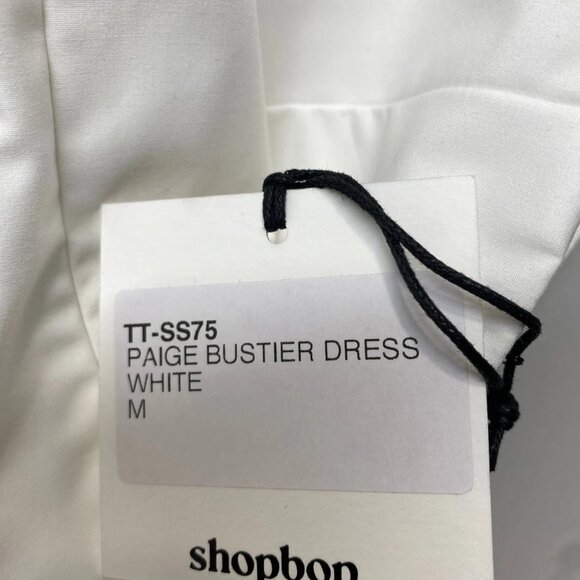 TT-SS75
PAIGE BUSTIER DRESS
WHITE
M
shopbop